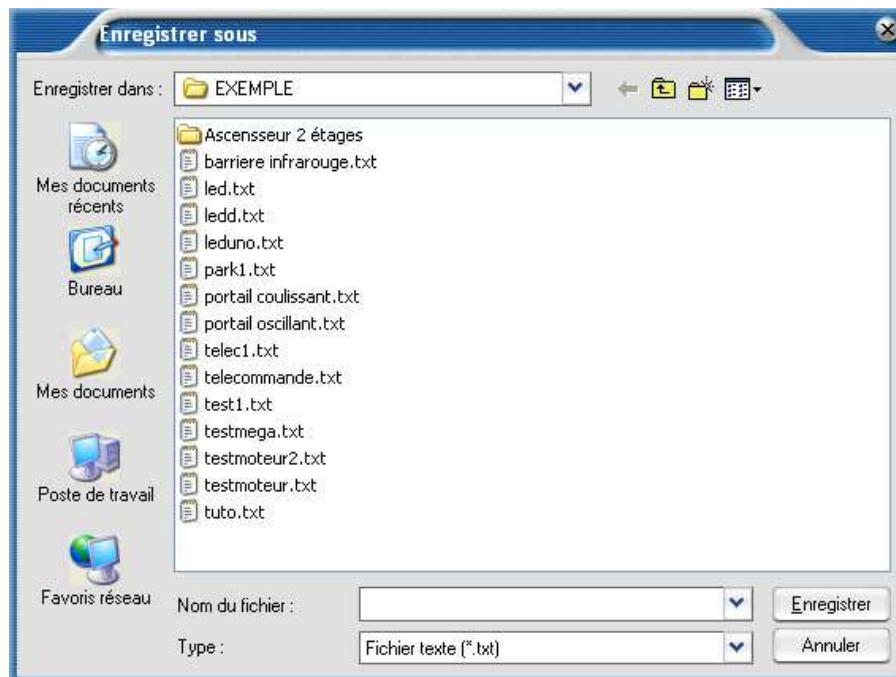 Enregistrer sous
Enregistrer dans :
EXEMPLE
Mes documents
récents
Bureau
Mes documents
Poste de travail
Favoris réseau
Ascensseur 2 étages
barriere infrarouge.txt
led.txt
ledd.txt
leduno.txt
park1.txt
portail coulissant.txt
portail oscillant.txt
telec1.txt
telecommande.txt
test1.txt
testmega.txt
testmoteur2.txt
testmoteur.txt
tuto.txt
Nom du fichier :
Enregistrer
Type :
Fichier texte (*.txt)
Annuler